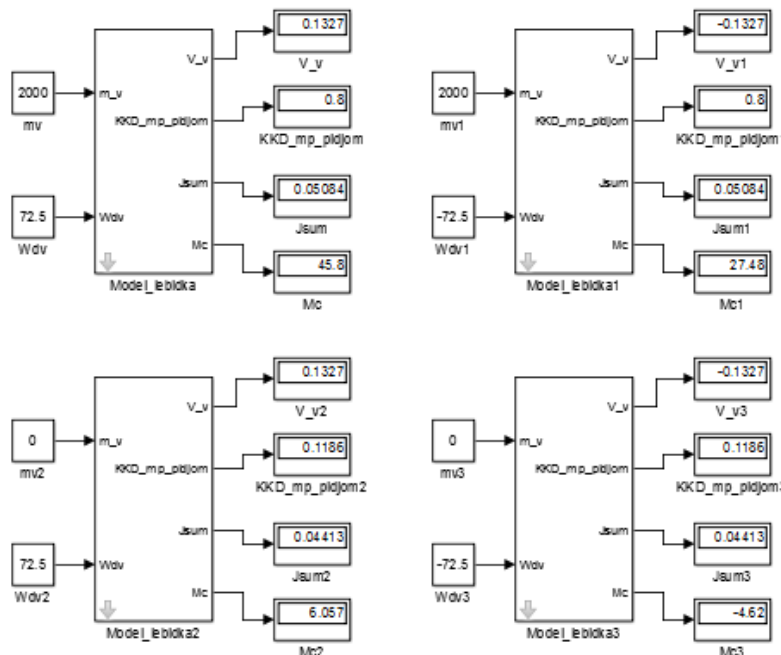 0.1327
V_v
V_v
2000
mv
m_v
0.8
KKD_mp_pidjom
KKD_mp_pidjom
Jsum
0.05084
Jsum
72.5
Wdv
Wdv
Mc
45.8
Mc
Model_lebidka
-0.1327
V_v
V_v1
2000
mv1
m_v
0.8
KKD_mp_pidjom
KKD_mp_pidjom
Jsum
0.05084
Jsum1
-72.5
Wdv1
Wdv
Mc
27.48
Mc1
Model_lebidka1
0.1327
V_v
V_v2
0
mv2
m_v
0.1186
KKD_mp_pidjom
KKD_mp_pidjom2
Jsum
0.04413
Jsum2
72.5
Wdv2
Wdv
Mc
6.057
Mc2
Model_lebidka2
-0.1327
V_v
V_v3
0
mv3
m_v
0.1186
KKD_mp_pidjom
KKD_mp_pidjom3
Jsum
0.04413
Jsum3
-72.5
Wdv3
Wdv
Mc
-4.62
Mc3
Model_lebidka3